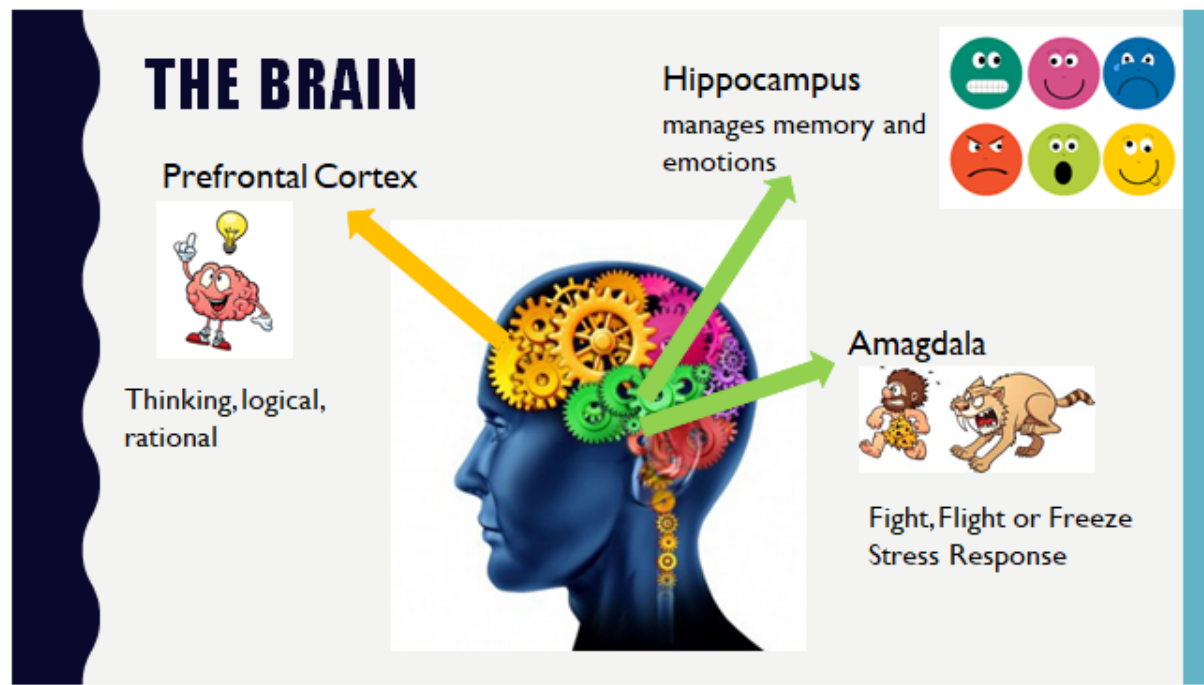 THE BRAIN
Prefrontal Cortex
Thinking, logical,
rational
Hippocampus
manages memory and
emotions
Amagdala
Fight, Flight or Freeze
Stress Response